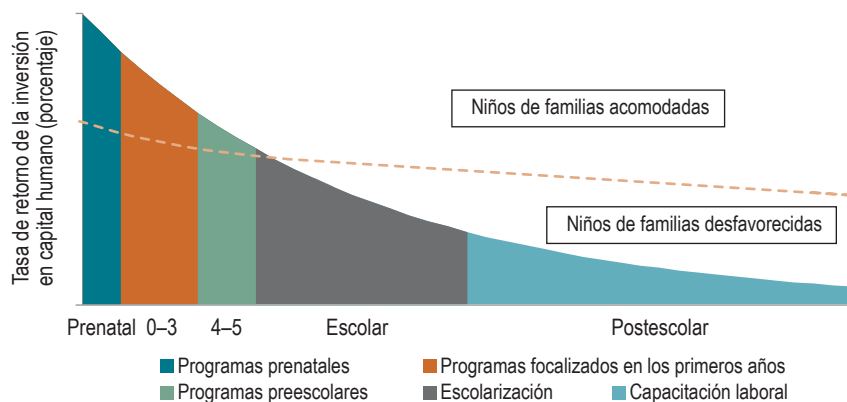 Tasa de retorno de la inversión
en capital humano (porcentaje)
Niños de familias acomodadas
Niños de familias desfavorecidas
Prenatal 0–3 4–5 Escolar Postescolar
Programas prenatales Programas focalizados en los primeros años
Programas preescolares Escolarización Capacitación laboral